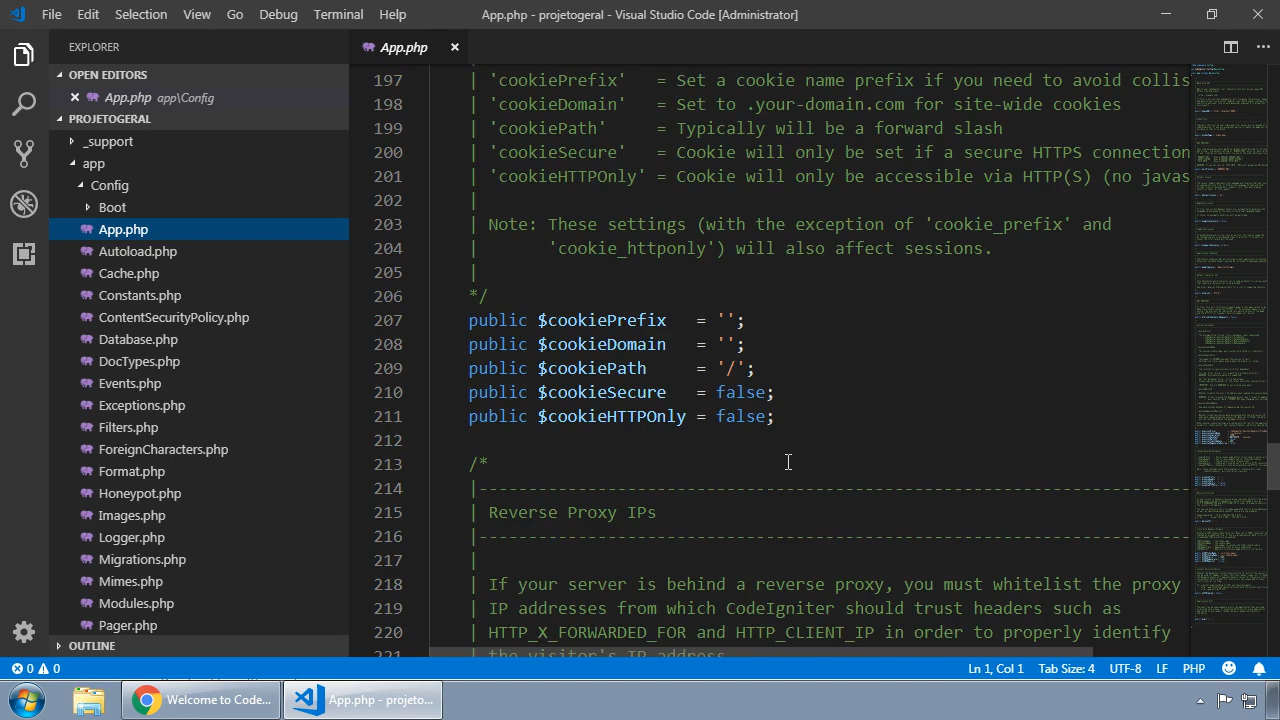 File Edit Selection View Go Debug Terminal Help
App.php - projetogeral - Visual Studio Code [Administrator]
EXPLORER
OPEN EDITORS
App.php app\Config
PROJETOGERAL
_support
app
Config
Boot
App.php
Autoload.php
Cache.php
Constants.php
ContentSecurityPolicy.php
Database.php
DocTypes.php
Events.php
Exceptions.php
Filters.php
ForeignCharacters.php
Format.php
Honeypot.php
Images.php
Logger.php
Migrations.php
Mimes.php
Modules.php
Pager.php
OUTLINE
App.php
197 | 'cookiePrefix' = Set a cookie name prefix if you need to avoid collis
198 | 'cookieDomain' = Set to .your-domain.com for site-wide cookies
199 | 'cookiePath' = Typically will be a forward slash
200 | 'cookieSecure' = Cookie will only be set if a secure HTTPS connection
201 | 'cookieHTTPOnly' = Cookie will only be accessible via HTTP(S) (no javas
202 |
203 | Note: These settings (with the exception of 'cookie_prefix' and
204 | 'cookie_httponly') will also affect sessions.
205 |
206 */
207 public $cookiePrefix = '';
208 public $cookieDomain = '';
209 public $cookiePath = '/';
210 public $cookieSecure = false;
211 public $cookieHTTPOnly = false;
212
213 /*
214 |--------------------------------------------------------------------------
215 | Reverse Proxy IPs
216 |--------------------------------------------------------------------------
217 |
218 | If your server is behind a reverse proxy, you must whitelist the proxy
219 | IP addresses from which CodeIgniter should trust headers such as
220 | HTTP_X_FORWARDED_FOR and HTTP_CLIENT_IP in order to properly identify
221 | the visitor's IP address.
0 0
Ln 1, Col 1 Tab Size: 4 UTF-8 LF PHP
Welcome to Code...
App.php - projeto...